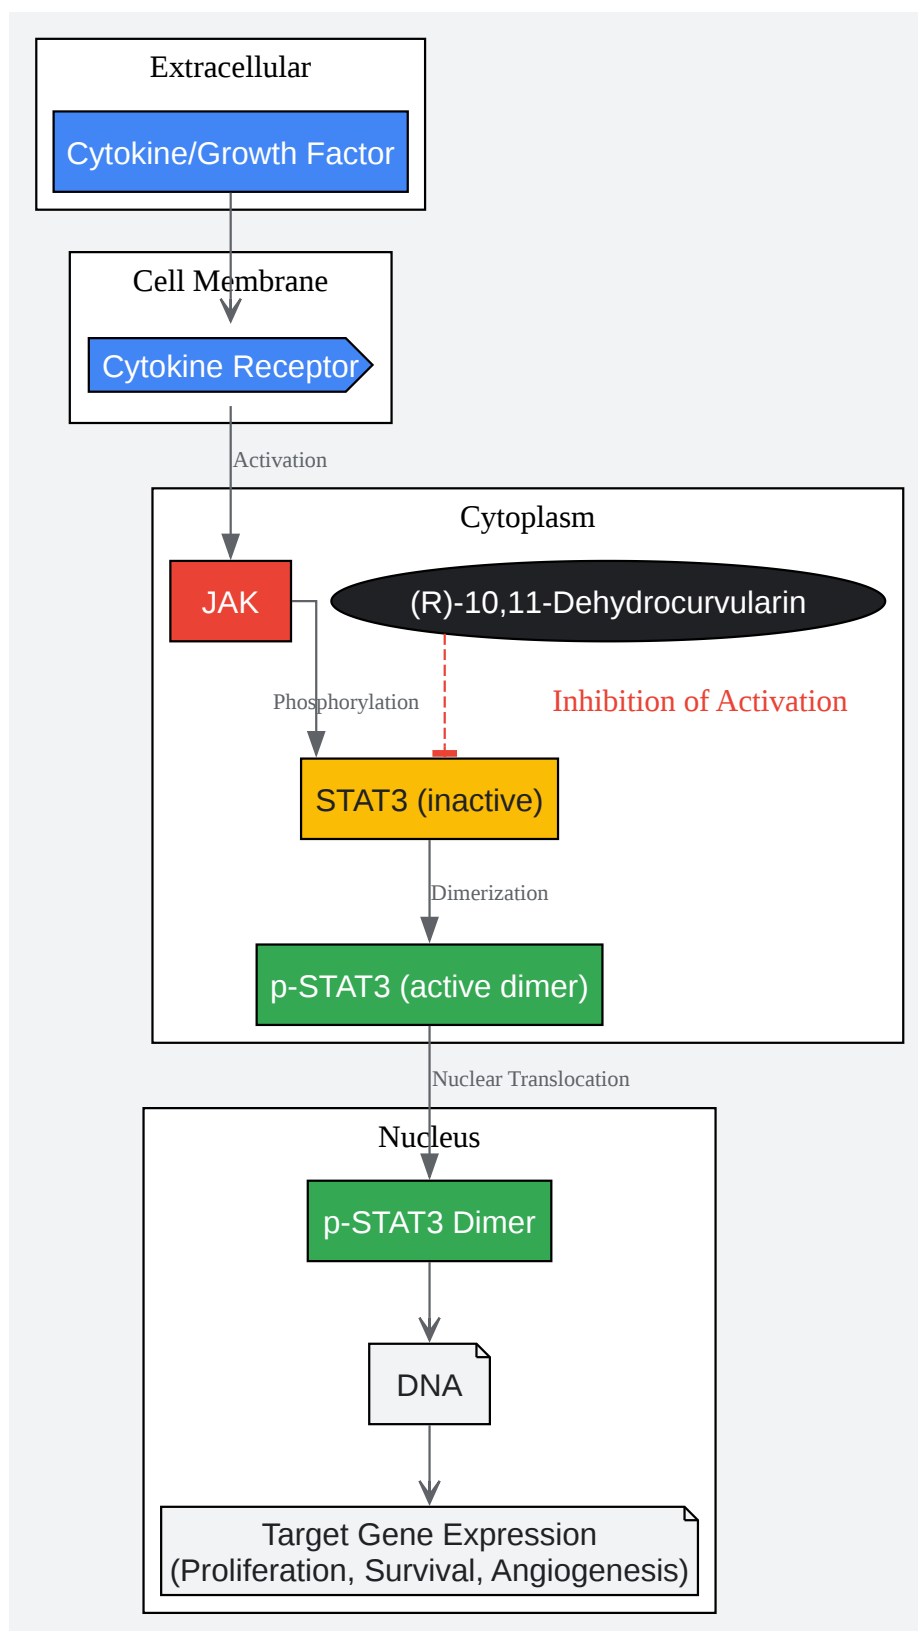 Extracellular
Cytokine/Growth Factor
Cell Membrane
Cytokine Receptor
Activation
Cytoplasm
JAK
(R)-10,11-Dehydrocurvularin
Phosphorylation
Inhibition of Activation
STAT3 (inactive)
Dimerization
p-STAT3 (active dimer)
Nuclear Translocation
Nucleus
p-STAT3 Dimer
DNA
Target Gene Expression
(Proliferation, Survival, Angiogenesis)